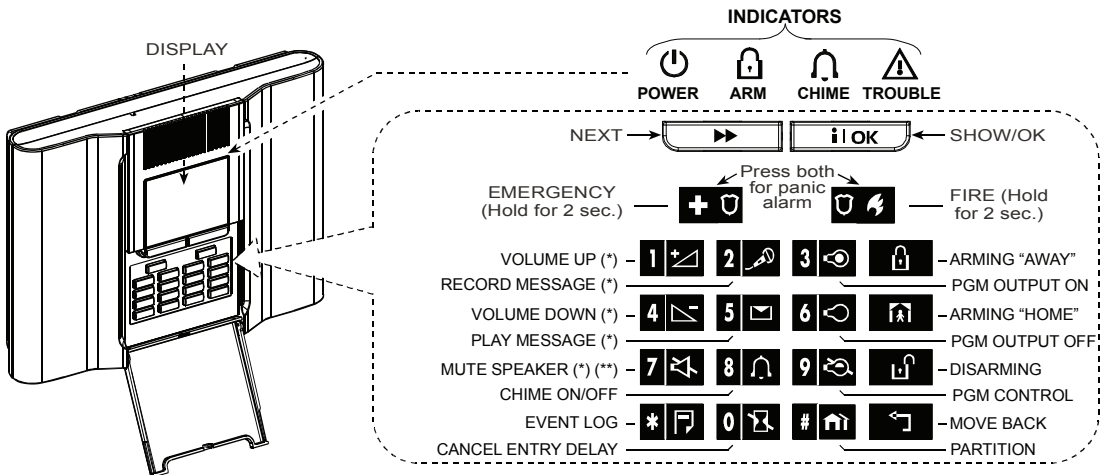 INDICATORS
DISPLAY
POWER ARM CHIME TROUBLE
NEXT i OK SHOW/OK
Press both
for panic
alarm
EMERGENCY
(Hold for 2 sec.)
FIRE (Hold
for 2 sec.)
VOLUME UP (*) 1 2 3 ARMING “AWAY”
RECORD MESSAGE (*) PGM OUTPUT ON
VOLUME DOWN (*) 4 5 6 ARMING “HOME”
PLAY MESSAGE (*) PGM OUTPUT OFF
MUTE SPEAKER (*) (**) 7 8 9 DISARMING
CHIME ON/OFF PGM CONTROL
EVENT LOG * 0 # MOVE BACK
CANCEL ENTRY DELAY PARTITION